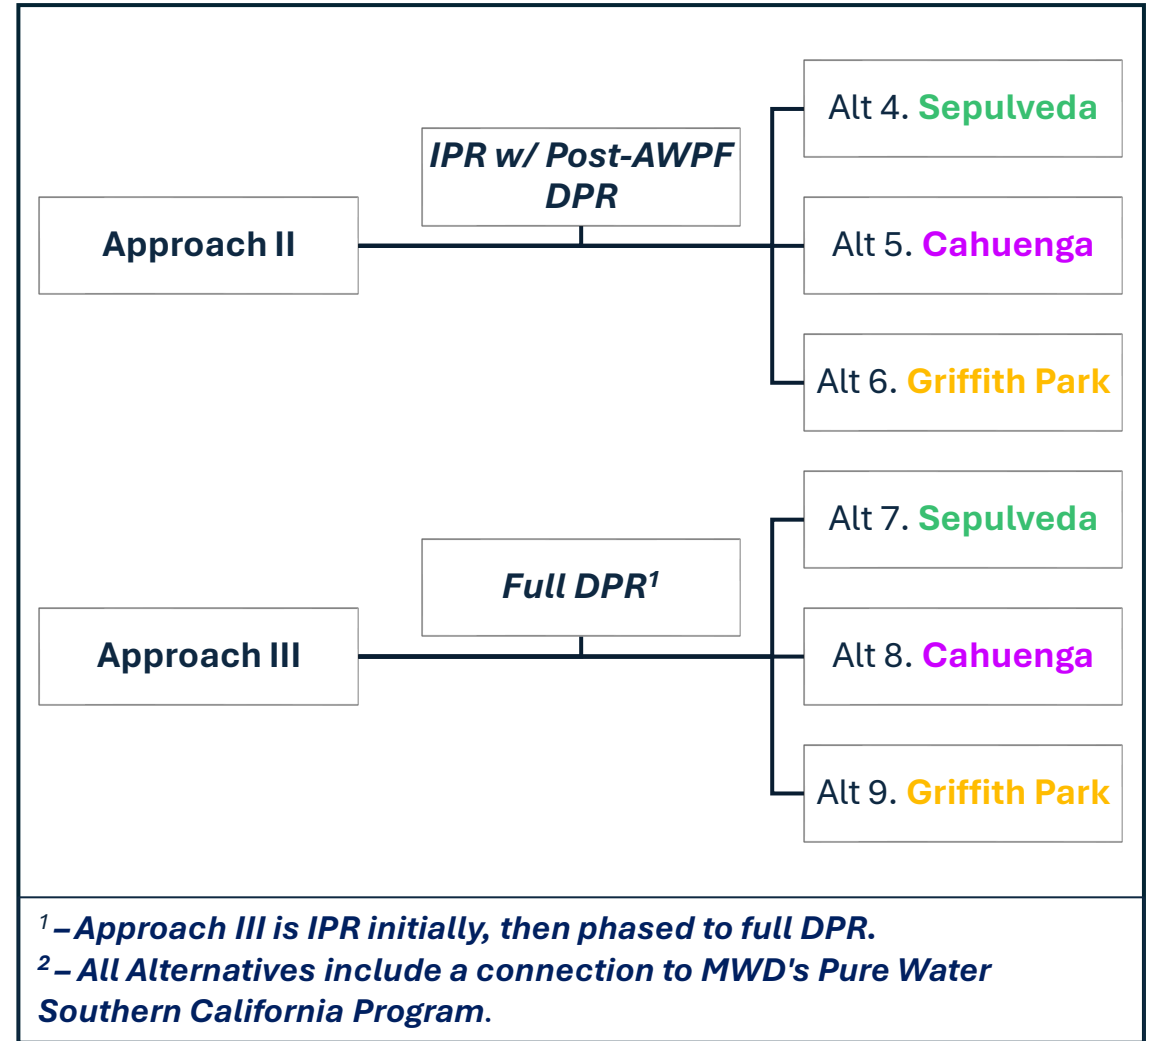 Approach II
IPR w/ Post-AWPF
DPR
Alt 4. Sepulveda
Alt 5. Cahuenga
Alt 6. Griffith Park
Approach III
Full DPR¹
Alt 7. Sepulveda
Alt 8. Cahuenga
Alt 9. Griffith Park
¹ – Approach III is IPR initially, then phased to full DPR.
² – All Alternatives include a connection to MWD's Pure Water
Southern California Program.